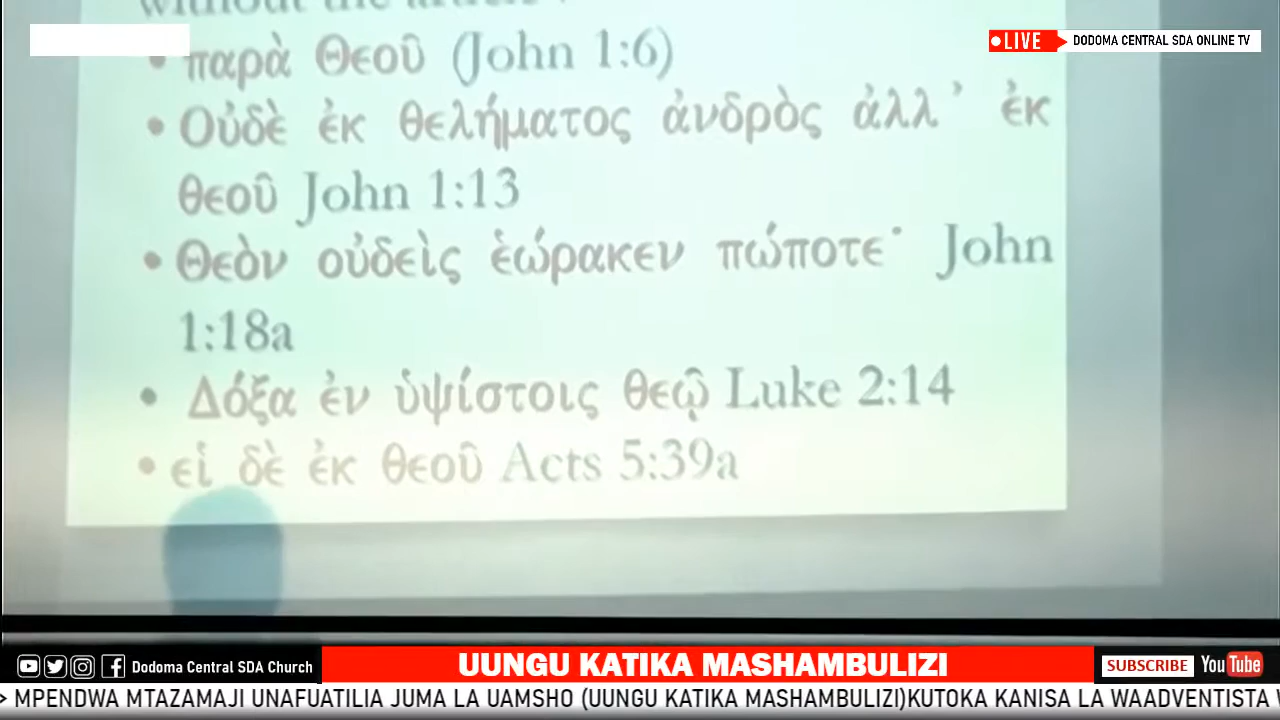 without the article
• παρὰ Θεοῦ (John 1:6)
• Οὐδὲ ἐκ θελήματος ἀνδρὸς ἀλλ᾽ ἐκ
θεοῦ John 1:13
• Θεὸν οὐδεὶς ἑώρακεν πώποτε· John
1:18a
• Δόξα ἐν ὑψίστοις θεῷ Luke 2:14
• εἰ δὲ ἐκ θεοῦ Acts 5:39a
LIVE DODOMA CENTRAL SDA ONLINE TV
Dodoma Central SDA Church
UUNGU KATIKA MASHAMBULIZI
SUBSCRIBE YouTube
> MPENDWA MTAZAMAJI UNAFUATILIA JUMA LA UAMSHO (UUNGU KATIKA MASHAMBULIZI)KUTOKA KANISA LA WAADVENTISTA